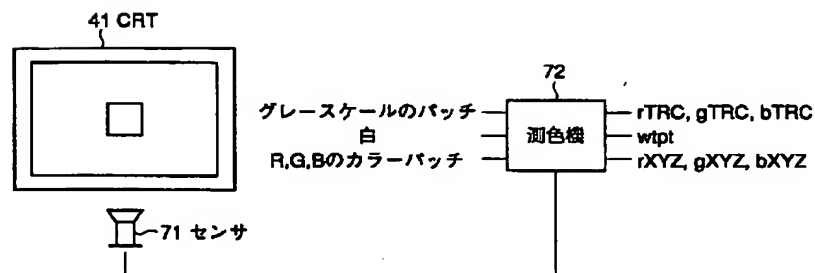 41 CRT
71 センサ
72
グレースケールのパッチ
白
R,G,Bのカラーパッチ
測色機
rTRC, gTRC, bTRC
wtpt
rXYZ, gXYZ, bXYZ